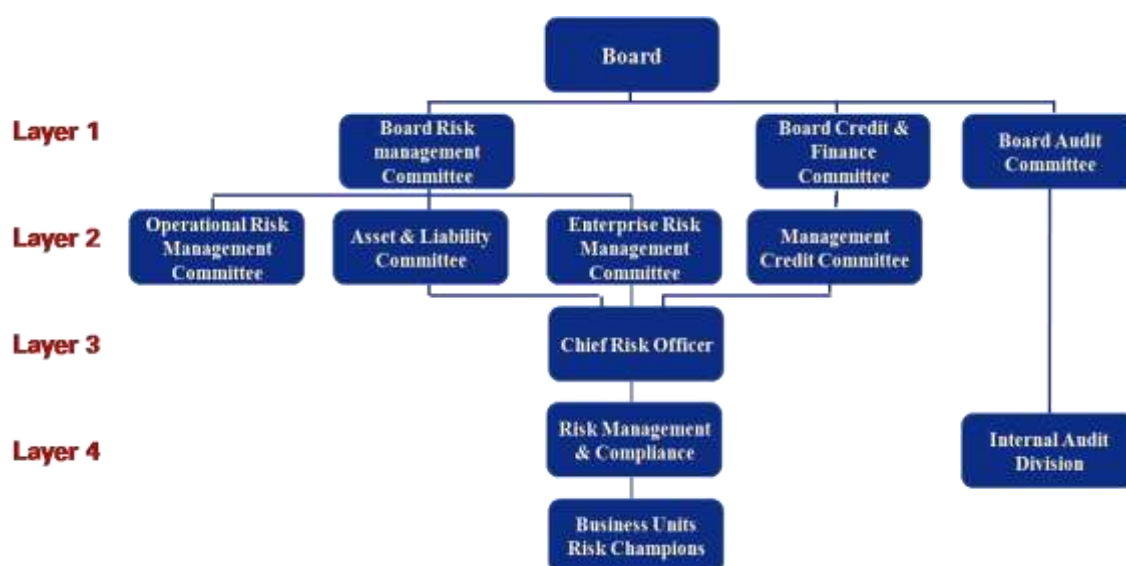 Board
Layer 1
Board Risk
management
Committee
Board Credit &
Finance
Committee
Board Audit
Committee
Layer 2
Operational Risk
Management
Committee
Asset & Liability
Committee
Enterprise Risk
Management
Committee
Management
Credit Committee
Layer 3
Chief Risk Officer
Layer 4
Risk Management
& Compliance
Internal Audit
Division
Business Units
Risk Champions